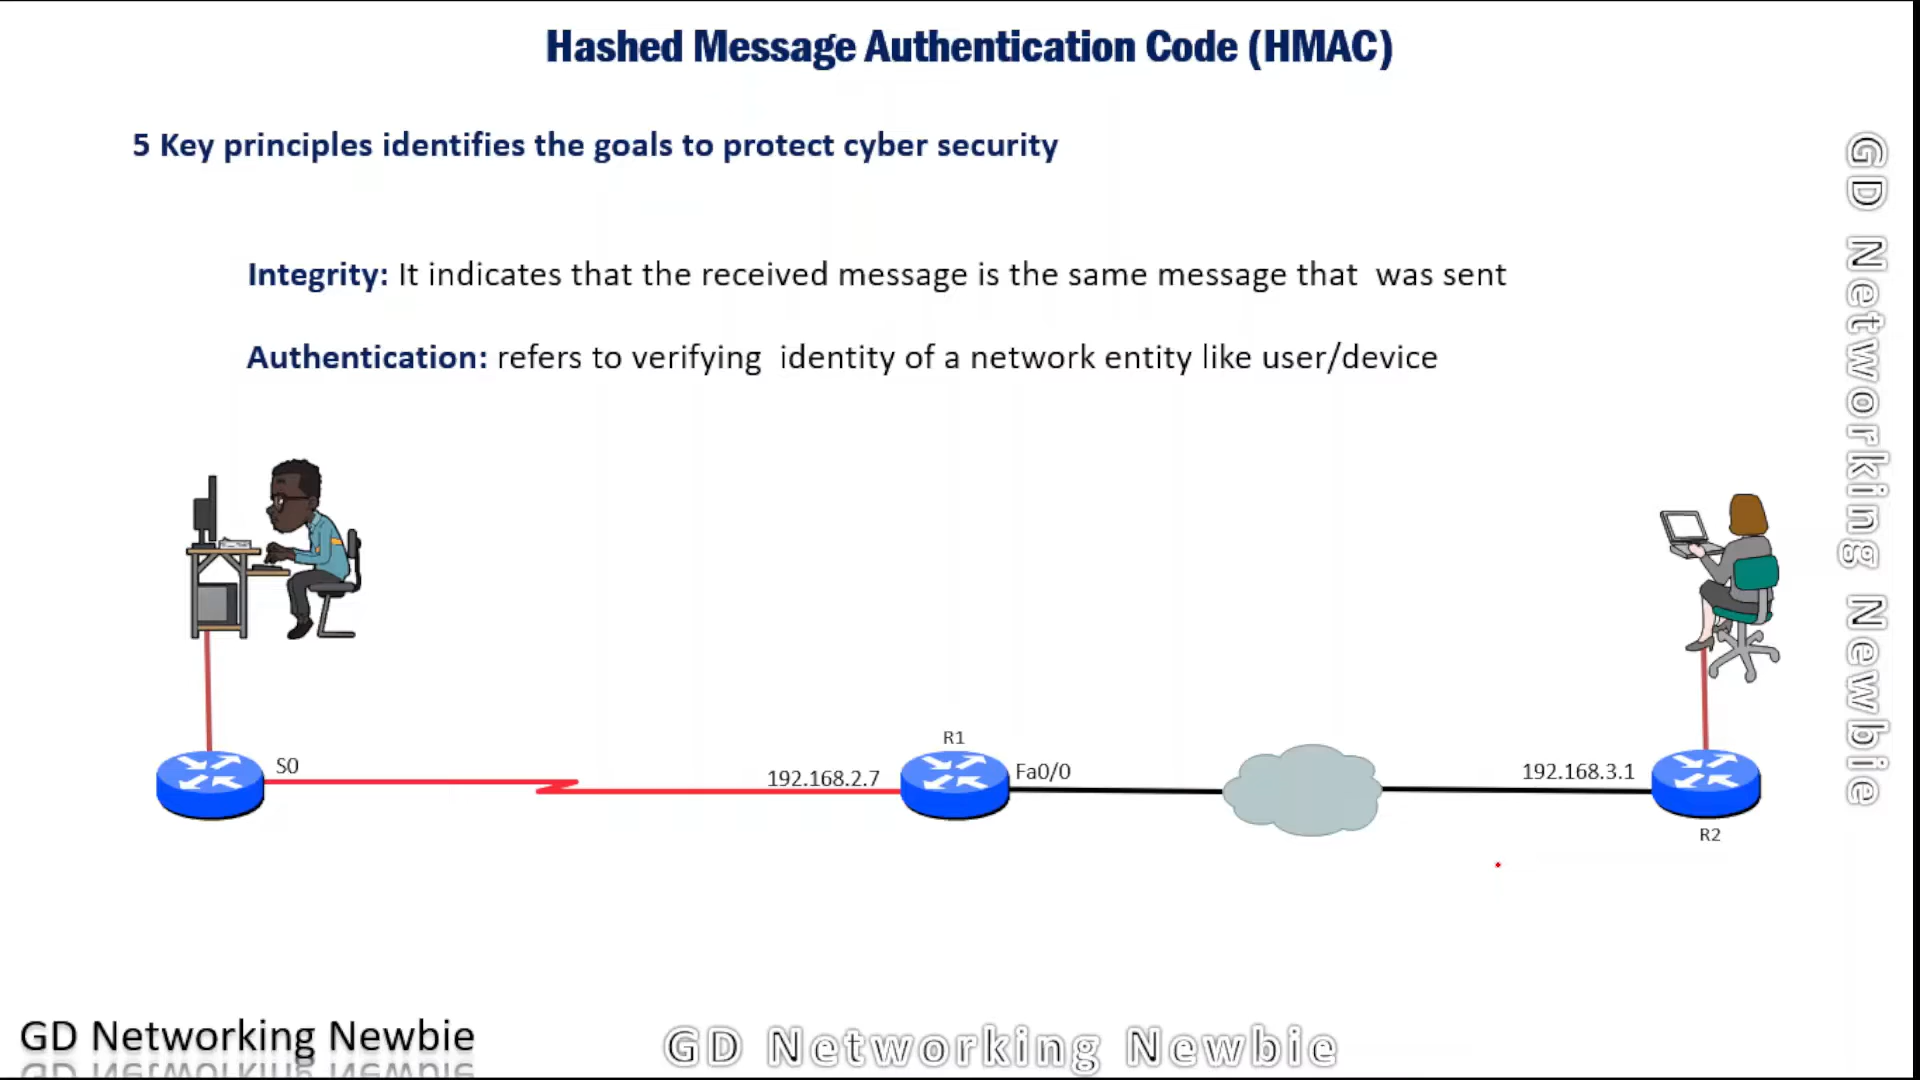 Hashed Message Authentication Code (HMAC)
5 Key principles identifies the goals to protect cyber security
Integrity: It indicates that the received message is the same message that was sent
Authentication: refers to verifying identity of a network entity like user/device
S0
192.168.2.7
R1
Fa0/0
192.168.3.1
R2
GD Networking Newbie
GD Networking Newbie
GD Networking Newbie